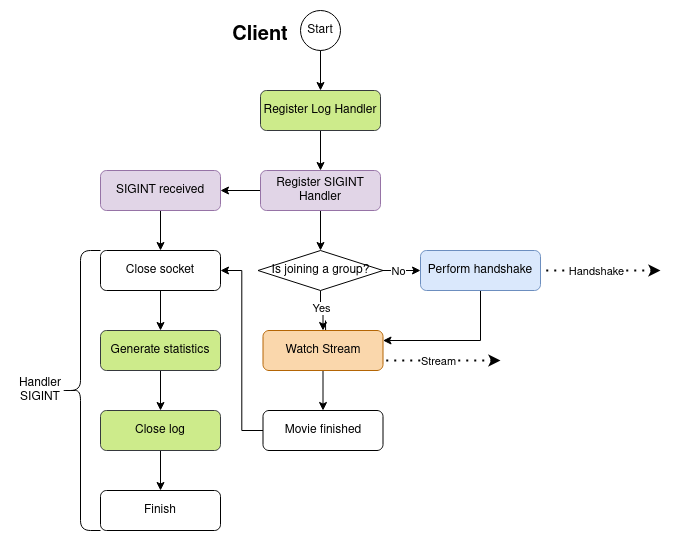 Client
Start
Register Log Handler
SIGINT received
Register SIGINT
Handler
Close socket
Is joining a group?
No
Perform handshake
Handshake
Yes
Generate statistics
Watch Stream
Stream
Handler
SIGINT
Close log
Movie finished
Finish